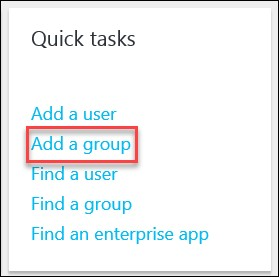 Quick tasks
Add a user
Add a group
Find a user
Find a group
Find an enterprise app